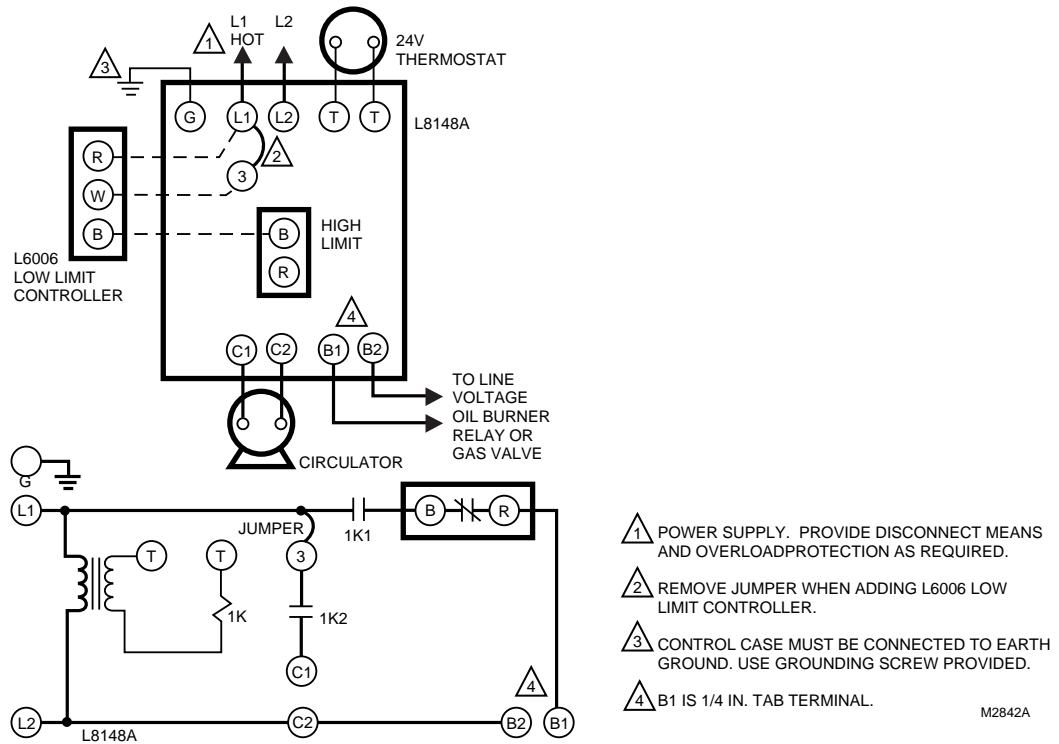 L1 L2
HOT
1
24V
THERMOSTAT
3
G L1 L2 T T
L8148A
2
R
3
W
HIGH
LIMIT
B B
R
L6006
LOW LIMIT
CONTROLLER
4
C1 C2 B1 B2
TO LINE
VOLTAGE
OIL BURNER
RELAY OR
GAS VALVE
CIRCULATOR
G
L1
B R
JUMPER
1K1
T T 3
1K
1K2
C1
4
L2 C2 B2 B1
L8148A
1 POWER SUPPLY. PROVIDE DISCONNECT MEANS
AND OVERLOADPROTECTION AS REQUIRED.
2 REMOVE JUMPER WHEN ADDING L6006 LOW
LIMIT CONTROLLER.
3 CONTROL CASE MUST BE CONNECTED TO EARTH
GROUND. USE GROUNDING SCREW PROVIDED.
4 B1 IS 1/4 IN. TAB TERMINAL.
M2842A